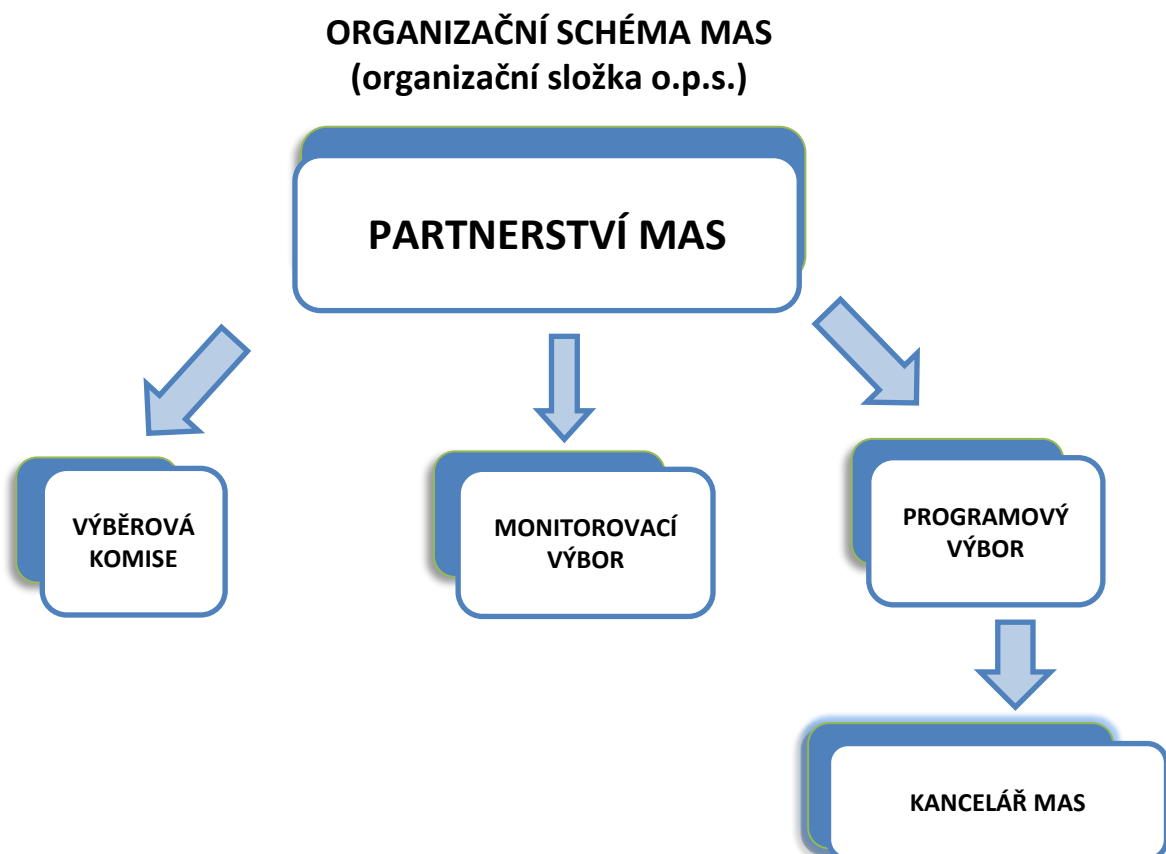 ORGANIZAČNÍ SCHÉMA MAS
(organizační složka o.p.s.)
PARTNERSTVÍ MAS
VÝBĚROVÁ
KOMISE
MONITOROVACÍ
VÝBOR
PROGRAMOVÝ
VÝBOR
KANCELÁŘ MAS